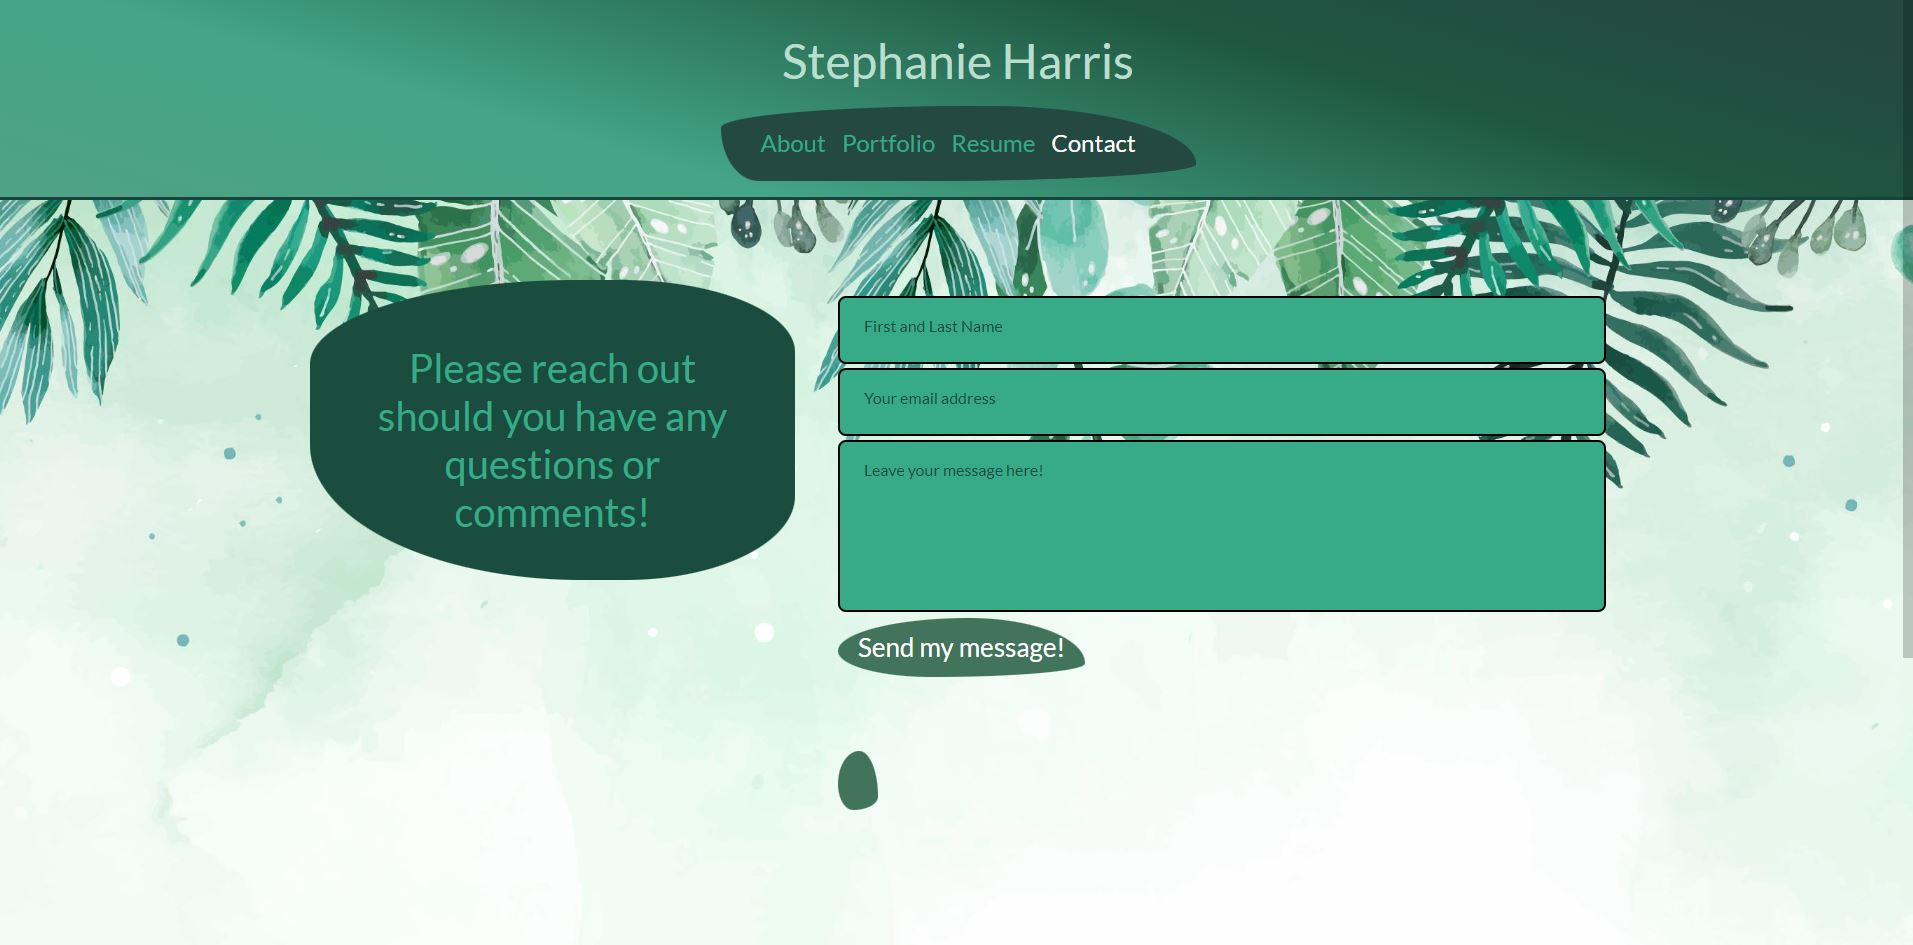 Stephanie Harris
About Portfolio Resume Contact
Please reach out
should you have any
questions or
comments!
First and Last Name
Your email address
Leave your message here!
Send my message!